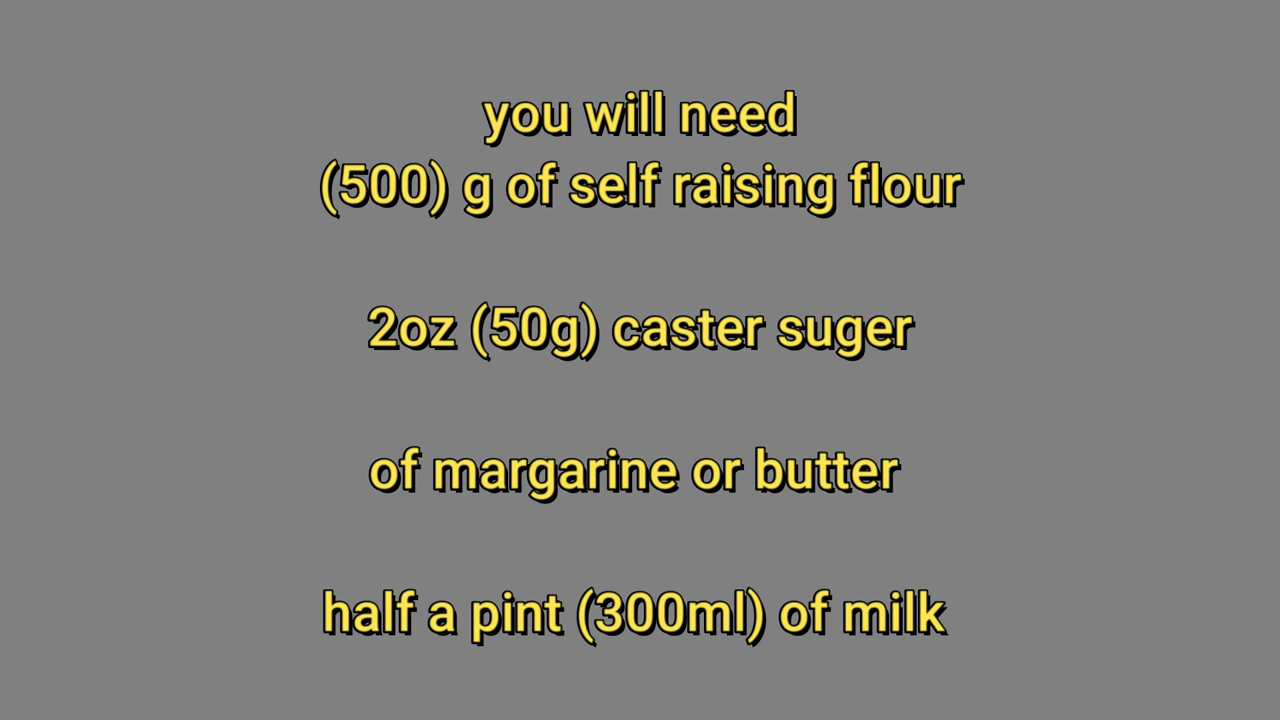 you will need
(500) g of self raising flour
2oz (50g) caster suger
of margarine or butter
half a pint (300ml) of milk